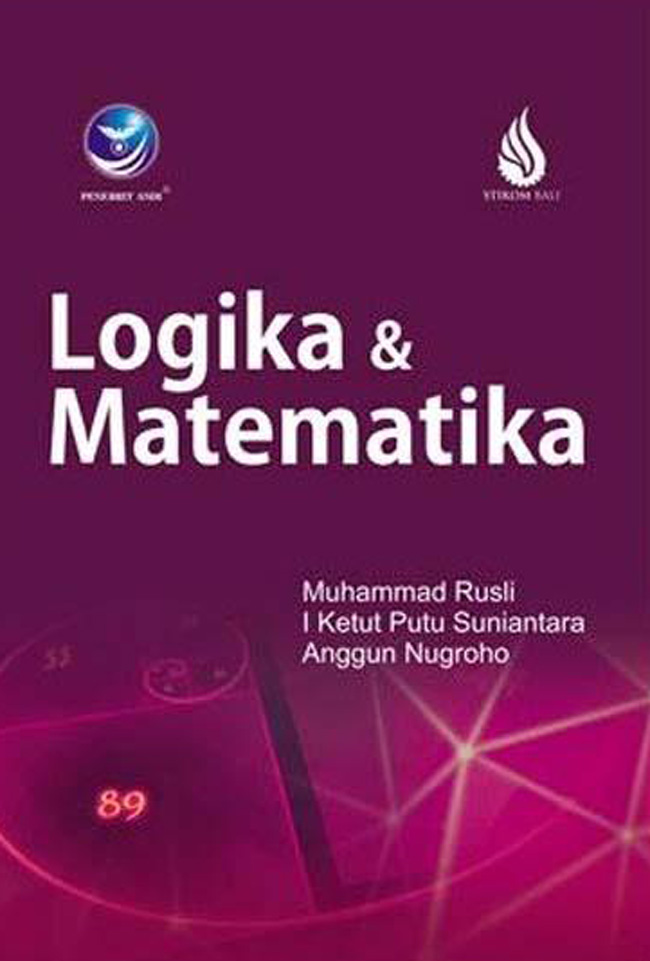 PENERBIT ANDI®
STIKOM BALI
Logika &
Matematika
Muhammad Rusli
I Ketut Putu Suniantara
Anggun Nugroho
55
89